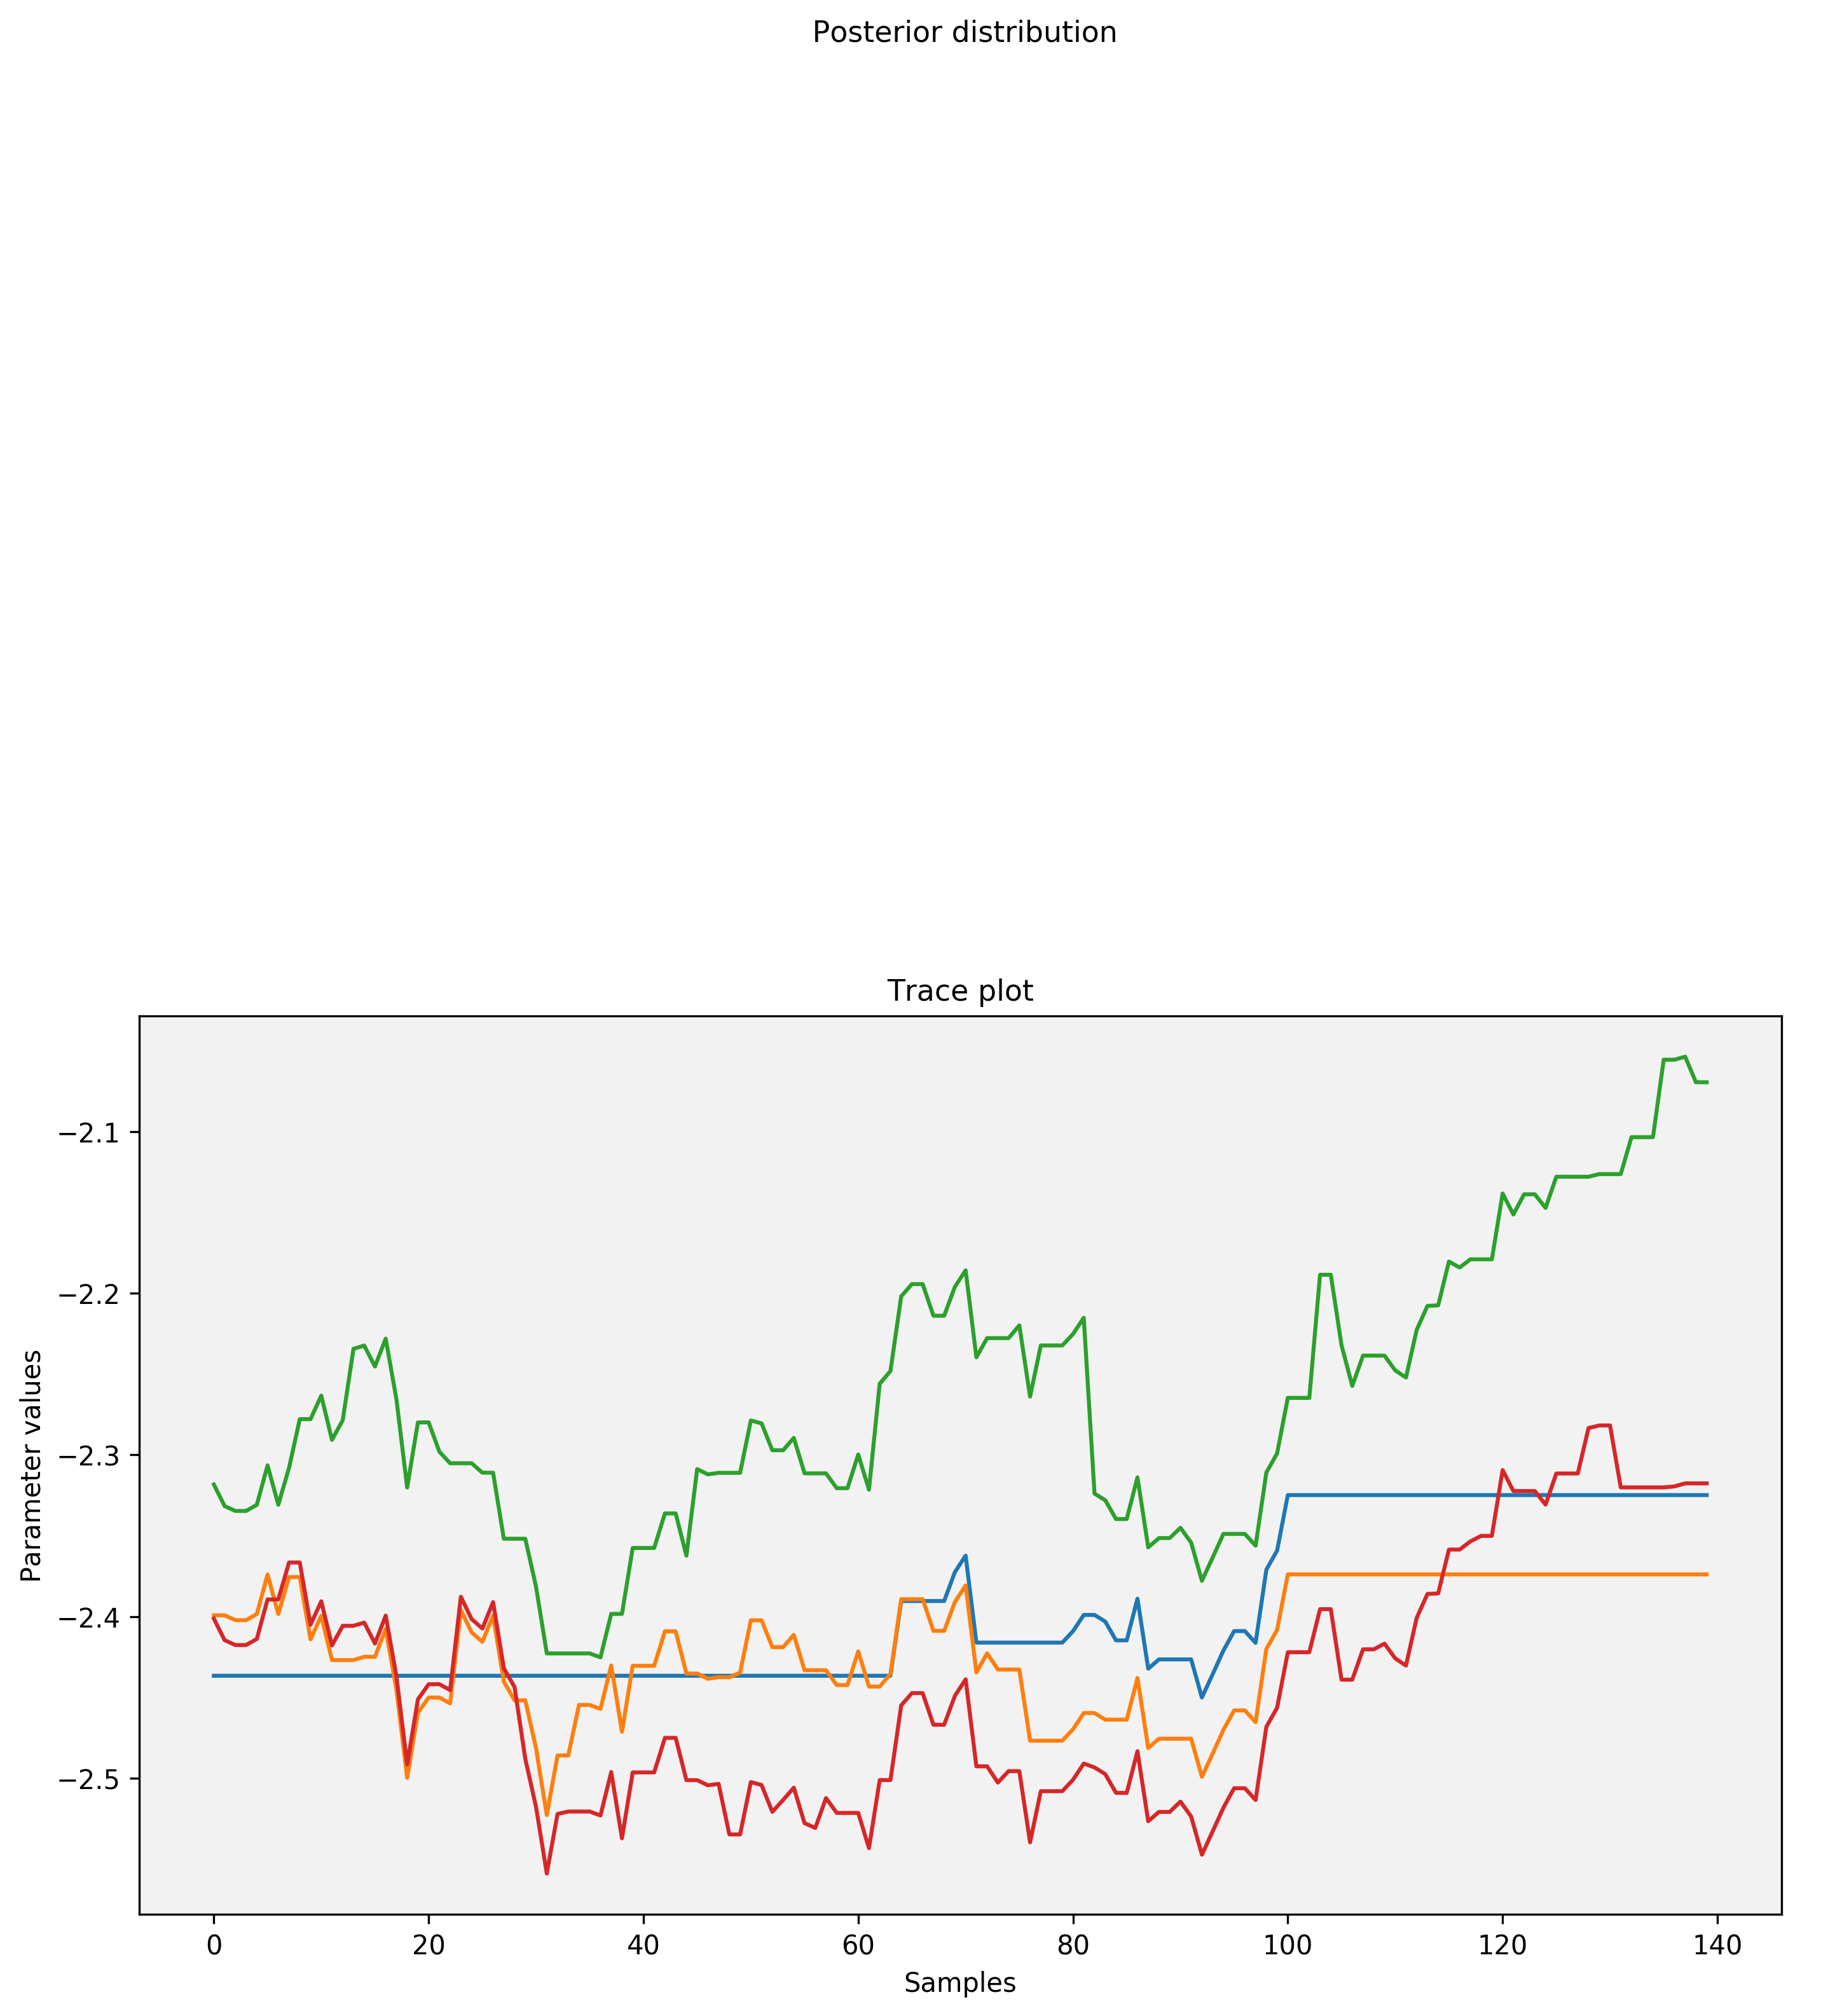 Posterior distribution
Trace plot
−2.1
−2.2
−2.3
−2.4
−2.5
Parameter values
0 20 40 60 80 100 120 140
Samples